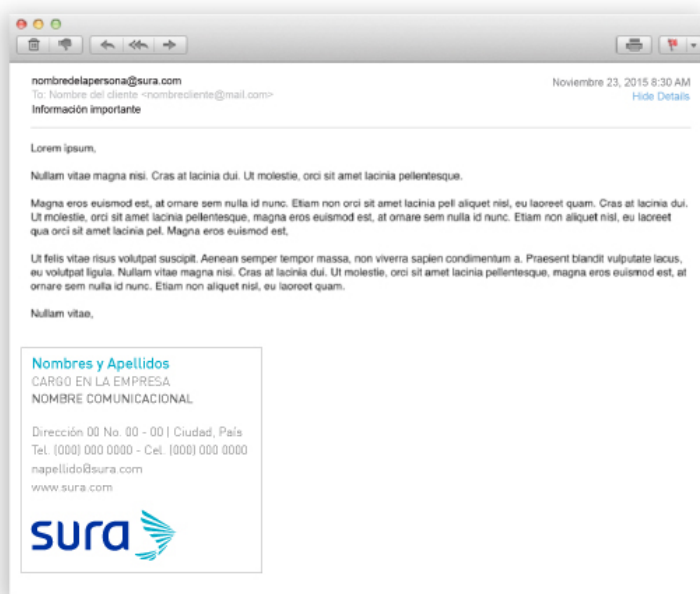 nombredelapersona@sura.com
Noviembre 23, 2015 8:30 AM
To: Nombre del cliente <nombrecliente@mail.com>
Hide Details
Información importante
Lorem ipsum,
Nullam vitae magna nisi. Cras at lacinia dui. Ut molestie, orci sit amet lacinia pellentesque.
Magna eros euismod est, at ornare sem nulla id nunc. Etiam non orci sit amet lacinia pell aliquet nisl, eu laoreet quam. Cras at lacinia dui.
Ut molestie, orci sit amet lacinia pellentesque, magna eros euismod est, at ornare sem nulla id nunc. Etiam non aliquet nisl, eu laoreet
qua orci sit amet lacinia pel. Magna eros euismod est,
Ut felis vitae risus volutpat suscipit. Aenean semper tempor massa, non viverra sapien condimentum a. Praesent blandit vulputate lacus,
eu volutpat ligula. Nullam vitae magna nisi. Cras at lacinia dui. Ut molestie, orci sit amet lacinia pellentesque, magna eros euismod est, at
ornare sem nulla id nunc. Etiam non aliquet nisl, eu laoreet quam.
Nullam vitae,
Nombres y Apellidos
CARGO EN LA EMPRESA
NOMBRE COMUNICACIONAL
Dirección 00 No. 00 - 00 | Ciudad, País
Tel. (000) 000 0000 - Cel. (000) 000 0000
napellido@sura.com
www.sura.com
sura